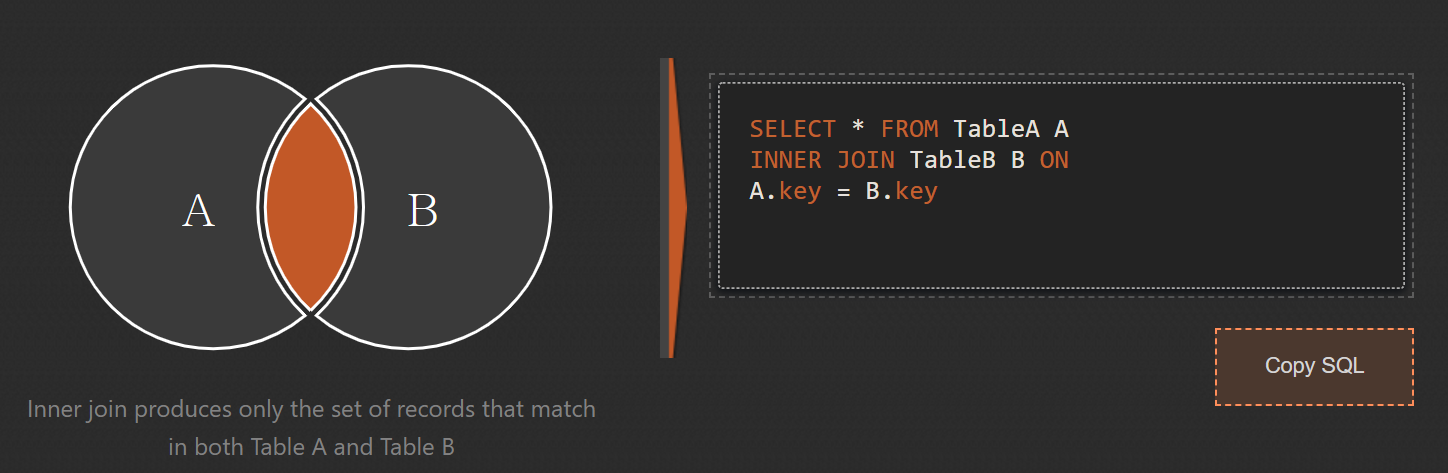 A
B
Inner join produces only the set of records that match
in both Table A and Table B
SELECT * FROM TableA A
INNER JOIN TableB B ON
A.key = B.key
Copy SQL